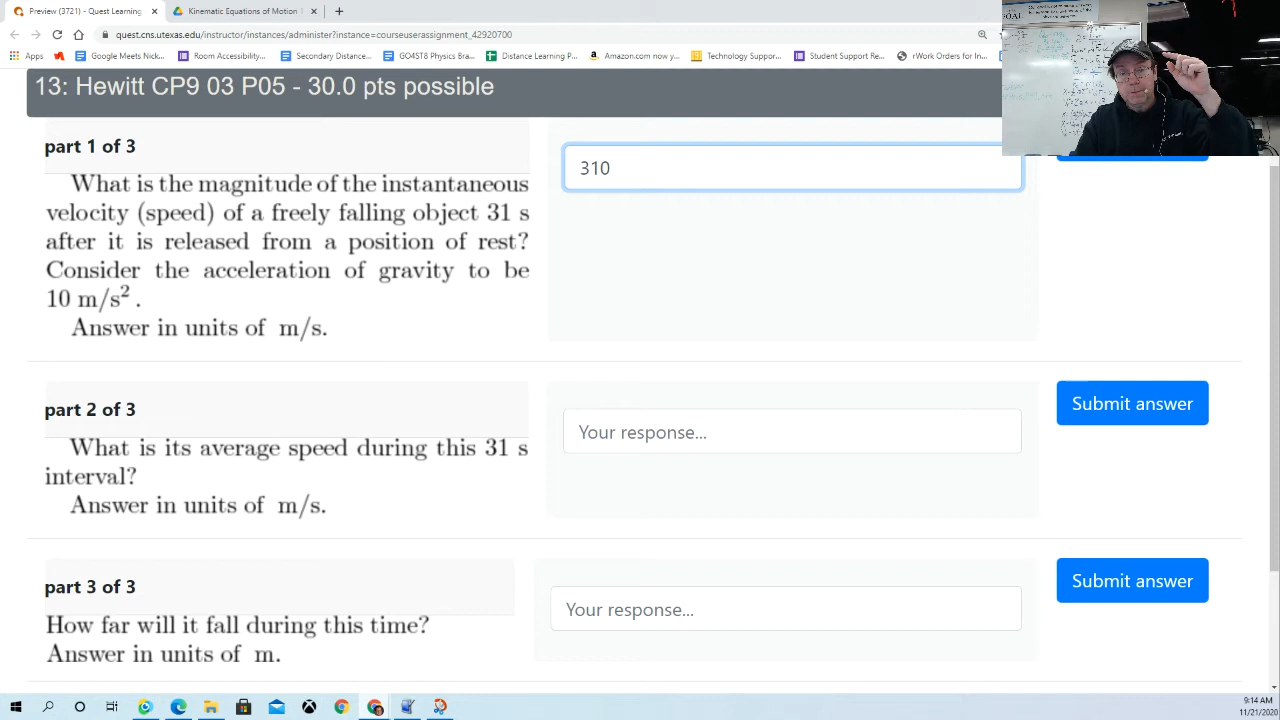 Preview (3721) - Quest Learning
Kinematic Equations of Motion
quest.cns.utexas.edu/instructor/instances/administer
ssignment_42920700
Apps
Google Meets Nick...
Room Accessibility...
Secondary Distance...
GO4ST8 Physics Bra...
Distance Learning P...
Amazon.com now y...
Technology Suppor...
Student Support Re...
rWork Orders for In...
13: Hewitt CP9 03 P05 - 30.0 pts possible
part 1 of 3
What is the magnitude of the instantaneous
velocity (speed) of a freely falling object 31 s
after it is released from a position of rest?
Consider the acceleration of gravity to be
10 m/s².
Answer in units of m/s.
310
part 2 of 3
What is its average speed during this 31 s
interval?
Answer in units of m/s.
Your response...
Submit answer
part 3 of 3
How far will it fall during this time?
Answer in units of m.
Your response...
Submit answer
9:14 AM
11/21/2020